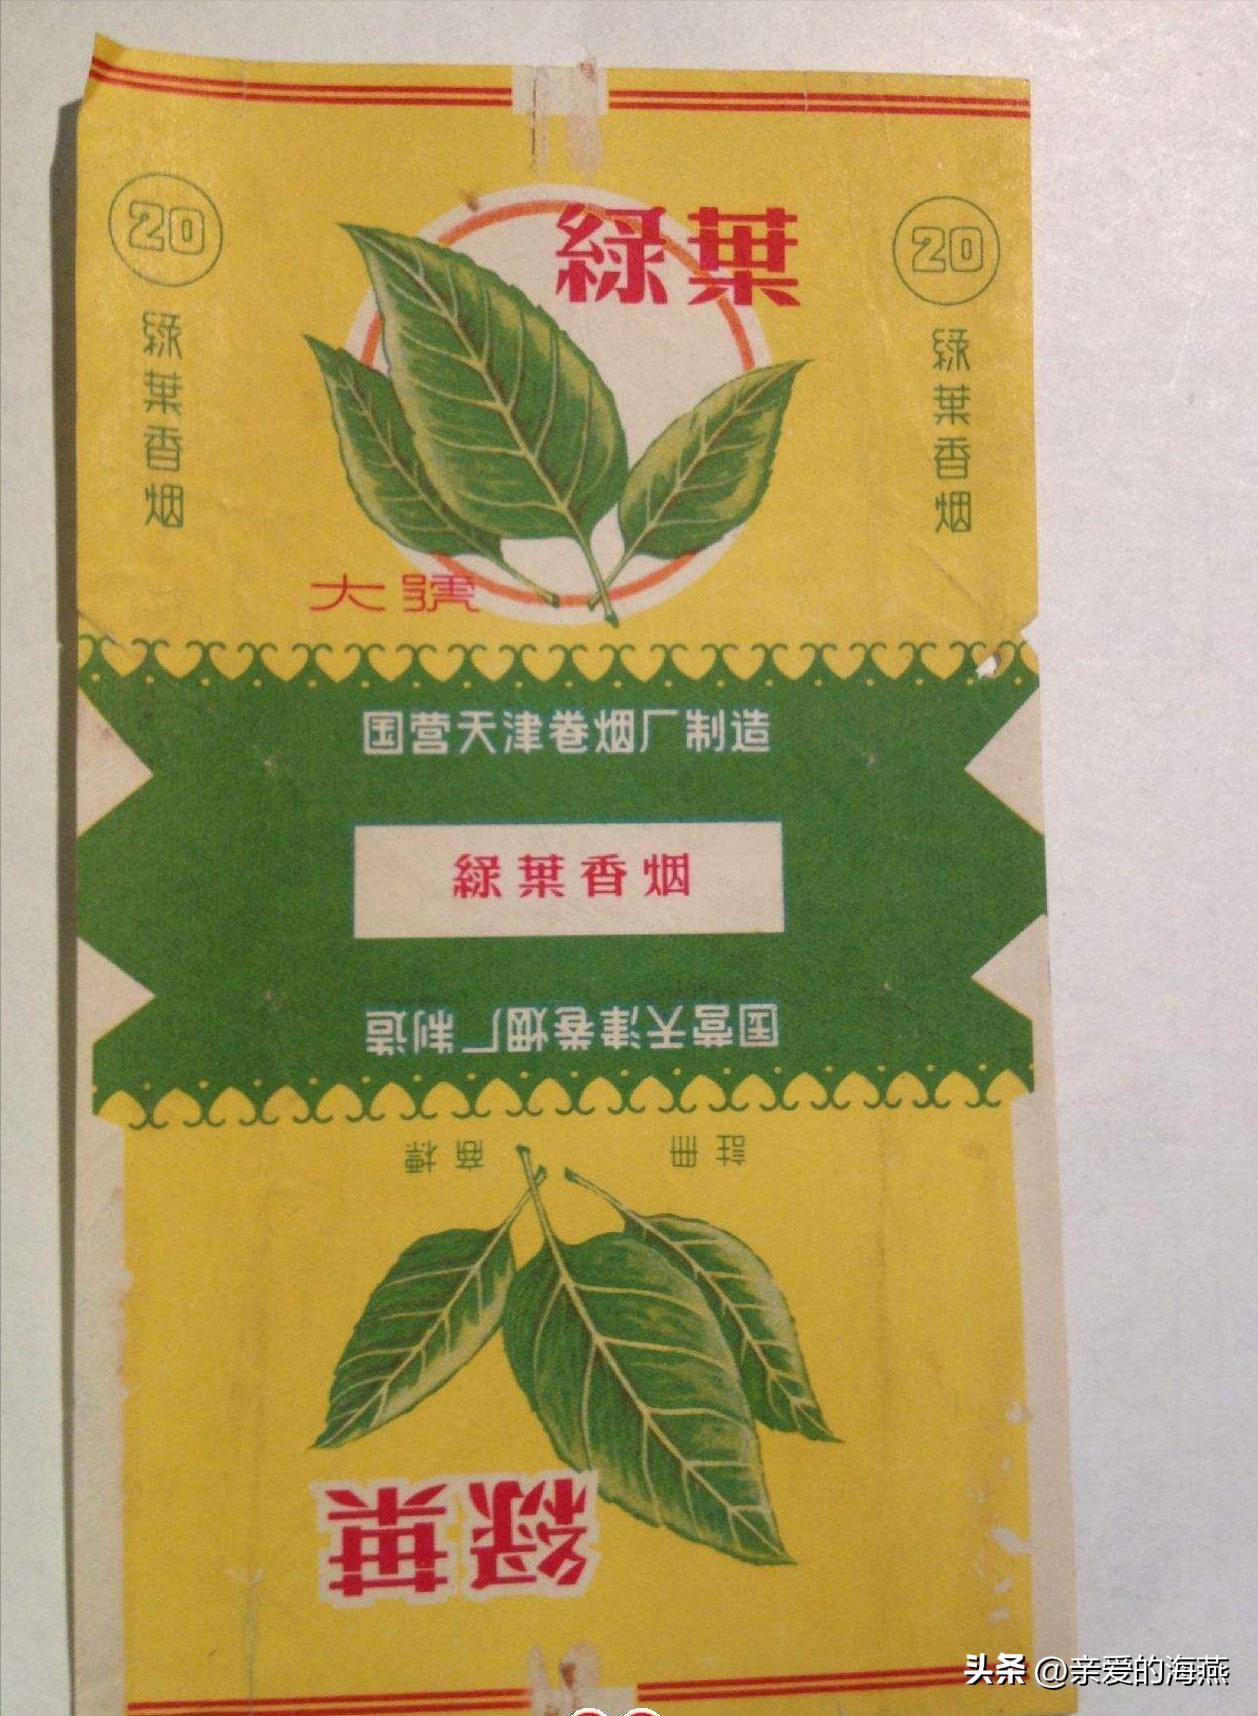 20
綠葉
20
綠葉香烟
綠葉香烟
大號
国营天津卷烟厂制造
綠葉香烟
国营天津卷烟厂制造
註冊 商標
綠葉
头条 @亲爱的海燕